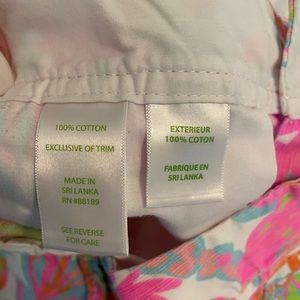 100% COTTON
EXCLUSIVE OF TRIM
MADE IN
SRI LANKA
RN #88189
SEE REVERSE
FOR CARE
EXTERIEUR
100% COTON
FABRIQUE EN
SRI LANKA